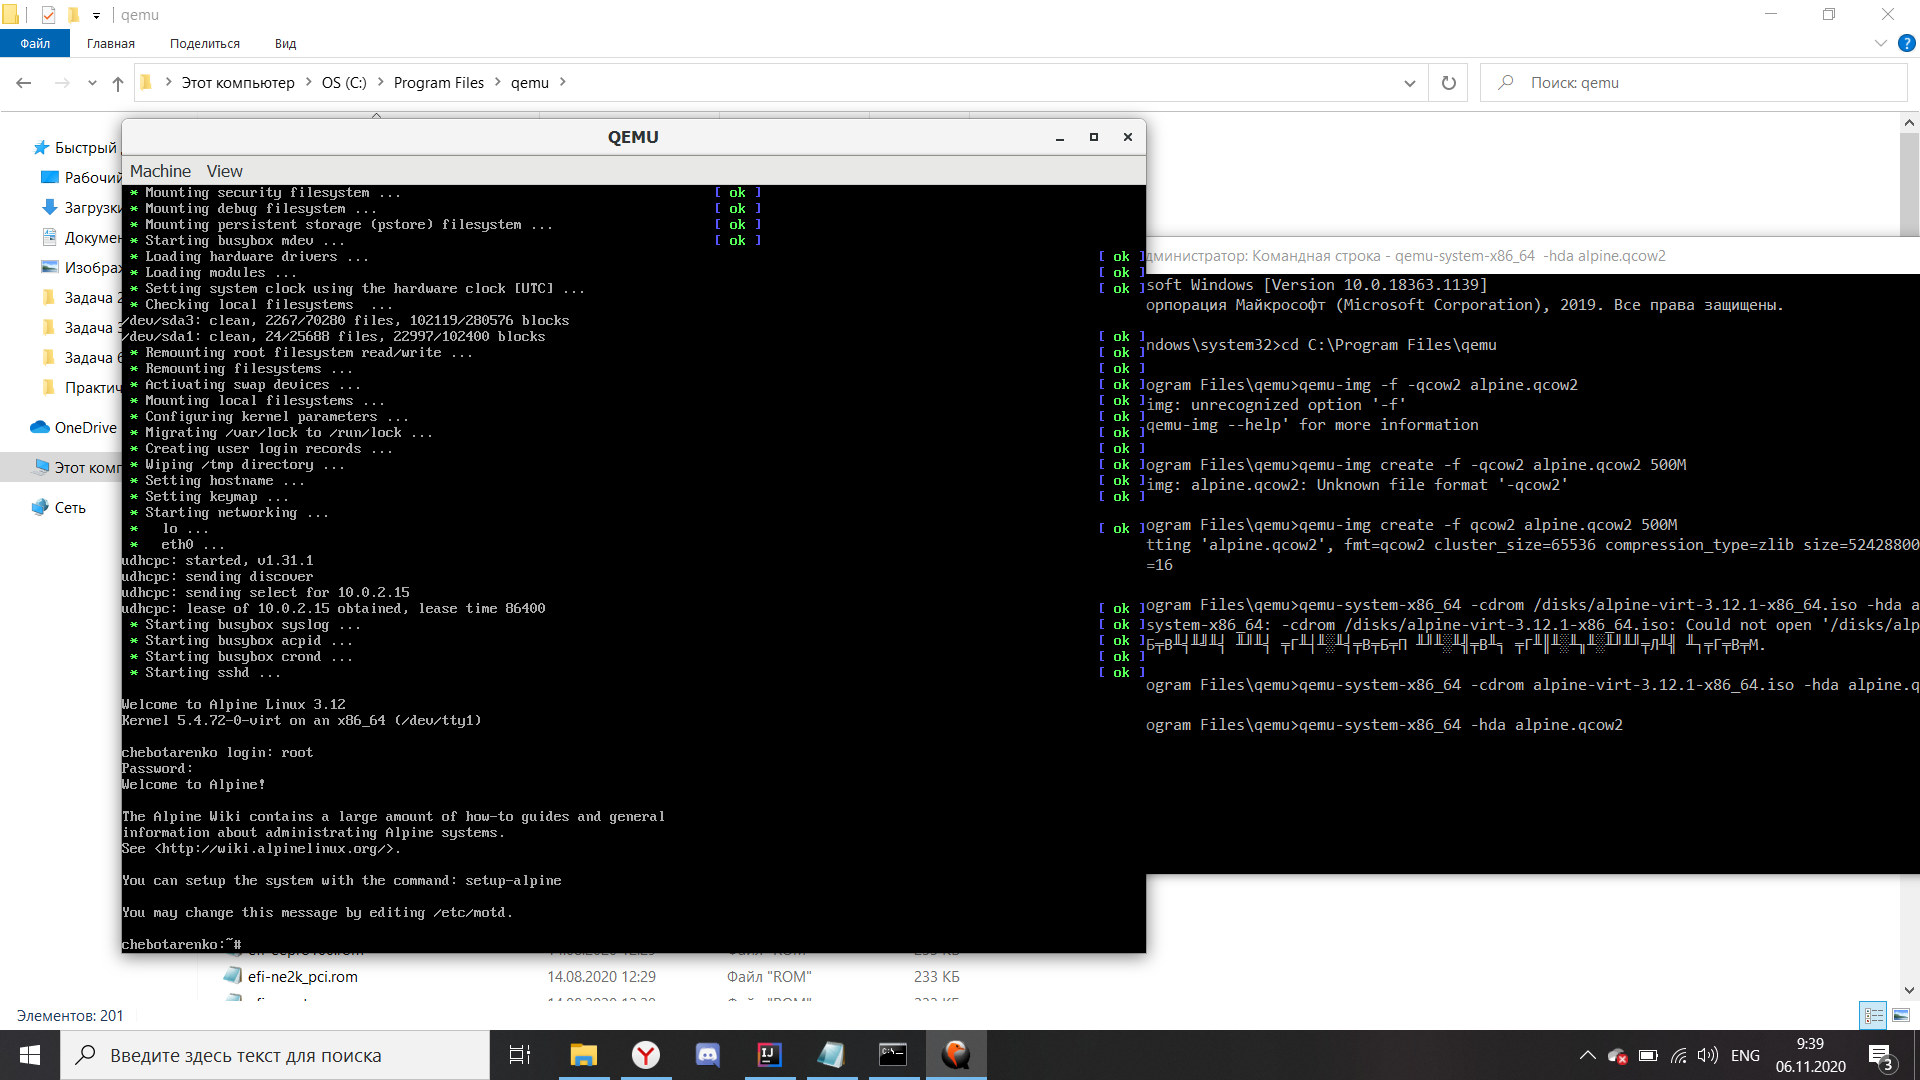 qemu
Файл Главная Поделиться Вид
Этот компьютер OS (C:) Program Files qemu
Поиск: qemu
Быстрый
Рабочий
Загрузки
Докумен
Изображ
Задача 2
Задача 3
Задача 6
Практич
OneDrive
Этот комп
Сеть
QEMU
Machine View
* Mounting security filesystem ... [ ok ]
* Mounting debug filesystem ... [ ok ]
* Mounting persistent storage (pstore) filesystem ... [ ok ]
* Starting busybox mdev ... [ ok ]
* Loading hardware drivers ... [ ok ]
* Loading modules ... [ ok ]
* Setting system clock using the hardware clock [UTC] ... [ ok ]
* Checking local filesystems  ...
/dev/sda3: clean, 2267/70280 files, 102119/280576 blocks
/dev/sda1: clean, 24/25688 files, 22997/102400 blocks [ ok ]
* Remounting root filesystem read/write ... [ ok ]
* Remounting filesystems ... [ ok ]
* Activating swap devices ... [ ok ]
* Mounting local filesystems ... [ ok ]
* Configuring kernel parameters ... [ ok ]
* Migrating /var/lock to /run/lock ... [ ok ]
* Creating user login records ... [ ok ]
* Wiping /tmp directory ... [ ok ]
* Setting hostname ... [ ok ]
* Setting keymap ... [ ok ]
* Starting networking ...
*   lo ... [ ok ]
*   eth0 ...
udhcpc: started, v1.31.1
udhcpc: sending discover
udhcpc: sending select for 10.0.2.15
udhcpc: lease of 10.0.2.15 obtained, lease time 86400 [ ok ]
* Starting busybox syslog ... [ ok ]
* Starting busybox acpid ... [ ok ]
* Starting busybox crond ... [ ok ]
* Starting sshd ... [ ok ]
Welcome to Alpine Linux 3.12
Kernel 5.4.72-0-virt on an x86_64 (/dev/tty1)
chebotarenko login: root
Password:
Welcome to Alpine!
The Alpine Wiki contains a large amount of how-to guides and general
information about administrating Alpine systems.
See <http://wiki.alpinelinux.org/>.
You can setup the system with the command: setup-alpine
You may change this message by editing /etc/motd.
chebotarenko:~#
дминистратор: Командная строка - qemu-system-x86_64 -hda alpine.qcow2
soft Windows [Version 10.0.18363.1139]
орпорация Майкрософт (Microsoft Corporation), 2019. Все права защищены.
ndows\system32>cd C:\Program Files\qemu
ogram Files\qemu>qemu-img -f -qcow2 alpine.qcow2
img: unrecognized option '-f'
qemu-img --help' for more information
ogram Files\qemu>qemu-img create -f -qcow2 alpine.qcow2 500M
img: alpine.qcow2: Unknown file format '-qcow2'
ogram Files\qemu>qemu-img create -f qcow2 alpine.qcow2 500M
tting 'alpine.qcow2', fmt=qcow2 cluster_size=65536 compression_type=zlib size=52428800
=16
ogram Files\qemu>qemu-system-x86_64 -cdrom /disks/alpine-virt-3.12.1-x86_64.iso -hda a
system-x86_64: -cdrom /disks/alpine-virt-3.12.1-x86_64.iso: Could not open '/disks/alp
ogram Files\qemu>qemu-system-x86_64 -cdrom alpine-virt-3.12.1-x86_64.iso -hda alpine.q
ogram Files\qemu>qemu-system-x86_64 -hda alpine.qcow2
efi-ne2k_pci.rom 14.08.2020 12:29 Файл "ROM" 233 КБ
Элементов: 201
Введите здесь текст для поиска
ENG
9:39
06.11.2020
3